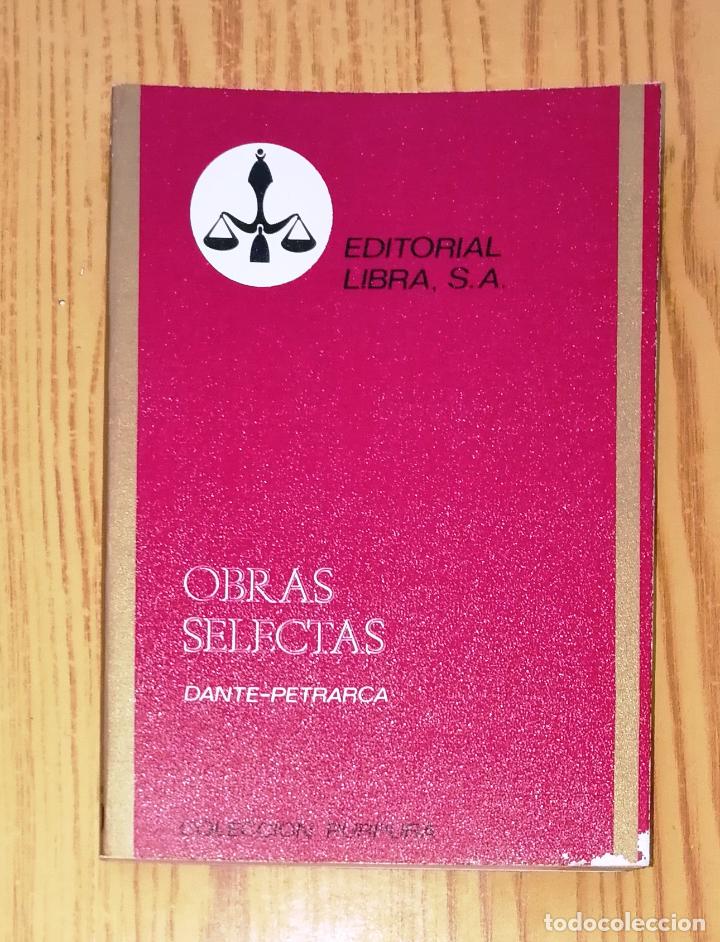 EDITORIAL
LIBRA, S.A.
OBRAS
SELECTAS
DANTE-PETRARCA
COLECCION PURPURA
todocoleccion